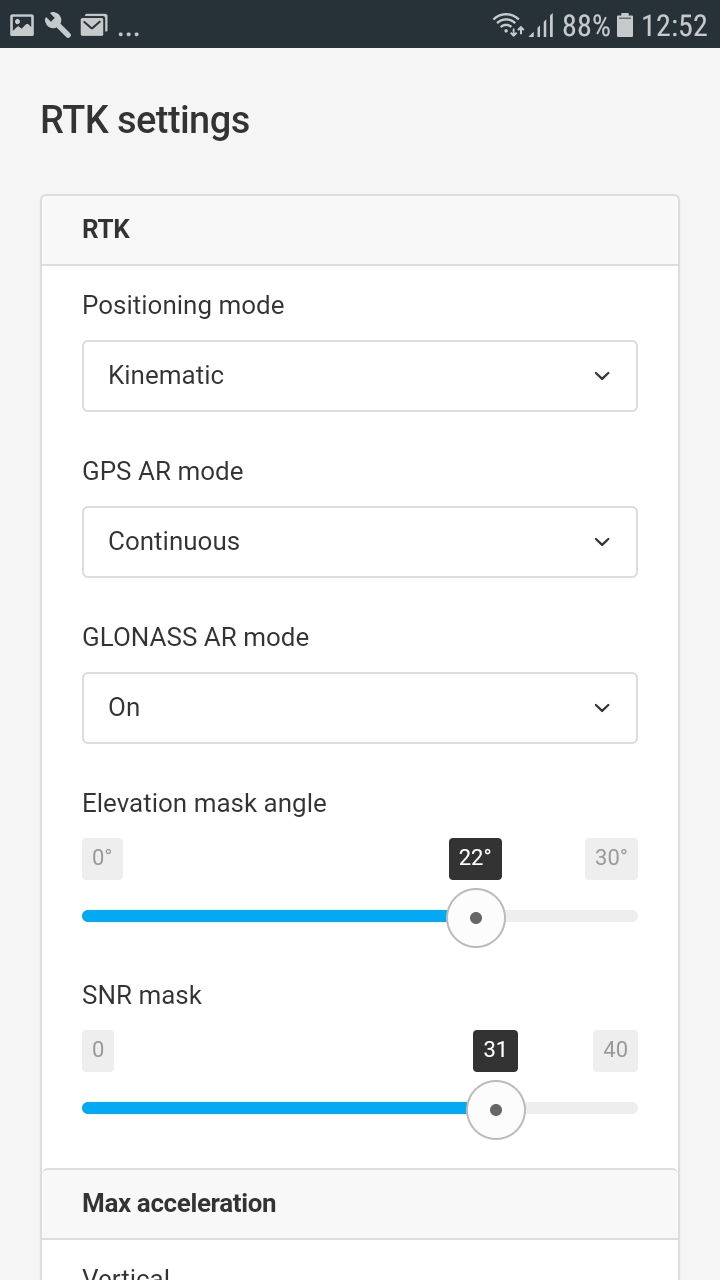 ... 88% 12:52
RTK settings
RTK
Positioning mode
Kinematic
GPS AR mode
Continuous
GLONASS AR mode
On
Elevation mask angle
0° 22° 30°
SNR mask
0 31 40
Max acceleration
Vertical